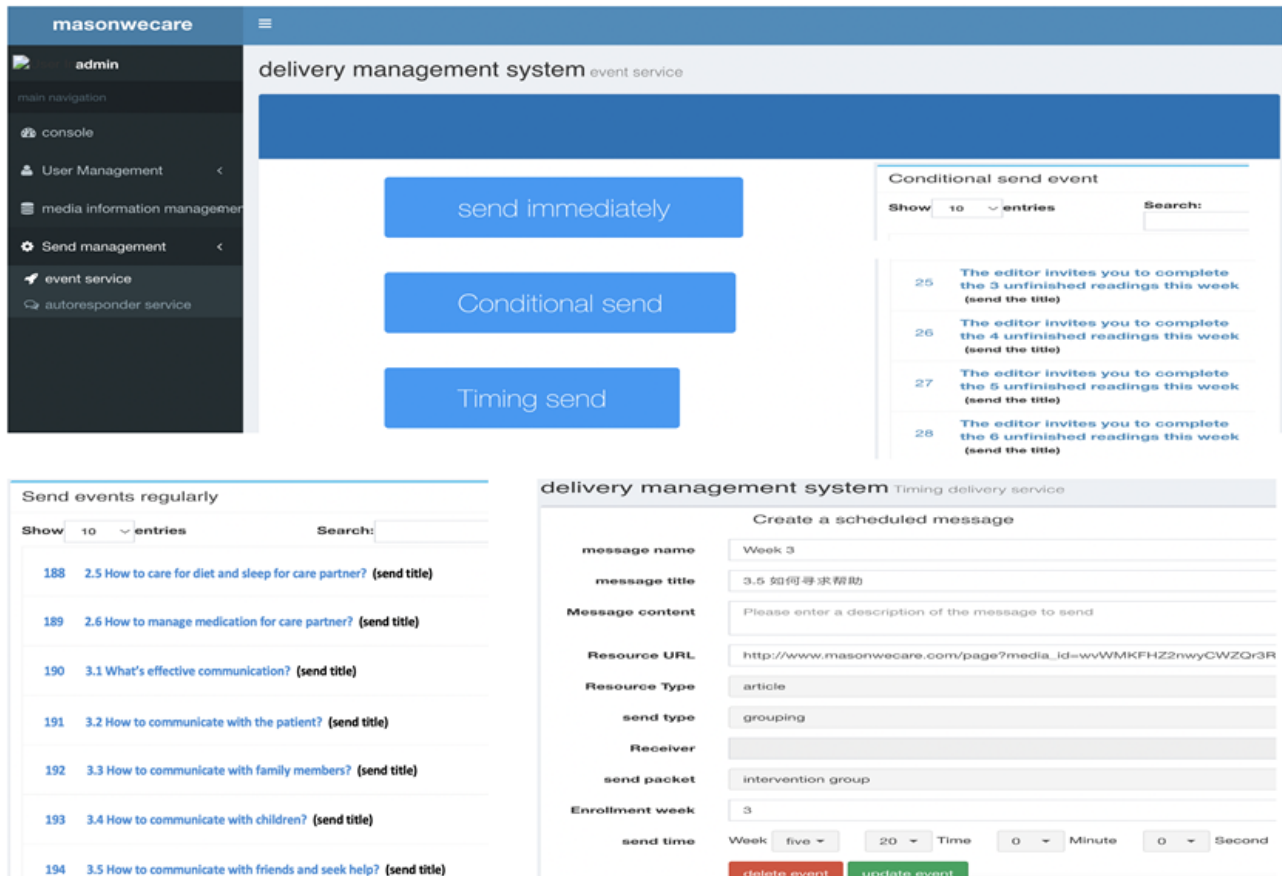 masonwecare
admin
delivery management system event service
main navigation
console
User Management
media information managemer
Send management
event service
autoresponder service
send immediately
Conditional send
Timing send
Conditional send event
Show 10 entries Search:
25 The editor invites you to complete
the 3 unfinished readings this week
(send the title)
26 The editor invites you to complete
the 4 unfinished readings this week
(send the title)
27 The editor invites you to complete
the 5 unfinished readings this week
(send the title)
28 The editor invites you to complete
the 6 unfinished readings this week
(send the title)
Send events regularly
Show 10 entries Search:
188 2.5 How to care for diet and sleep for care partner? (send title)
189 2.6 How to manage medication for care partner? (send title)
190 3.1 What's effective communication? (send title)
191 3.2 How to communicate with the patient? (send title)
192 3.3 How to communicate with family members? (send title)
193 3.4 How to communicate with children? (send title)
194 3.5 How to communicate with friends and seek help? (send title)
delivery management system Timing delivery service
Create a scheduled message
message name Week 3
message title 3.5 如何寻求帮助
Message content Please enter a description of the message to send
Resource URL http://www.masonwecare.com/page?media_id=wvWMKFHZ2nwyCWZQr3R
Resource Type article
send type grouping
Receiver
send packet intervention group
Enrollment week 3
send time Week five 20 Time 0 Minute 0 Second
delete event update event